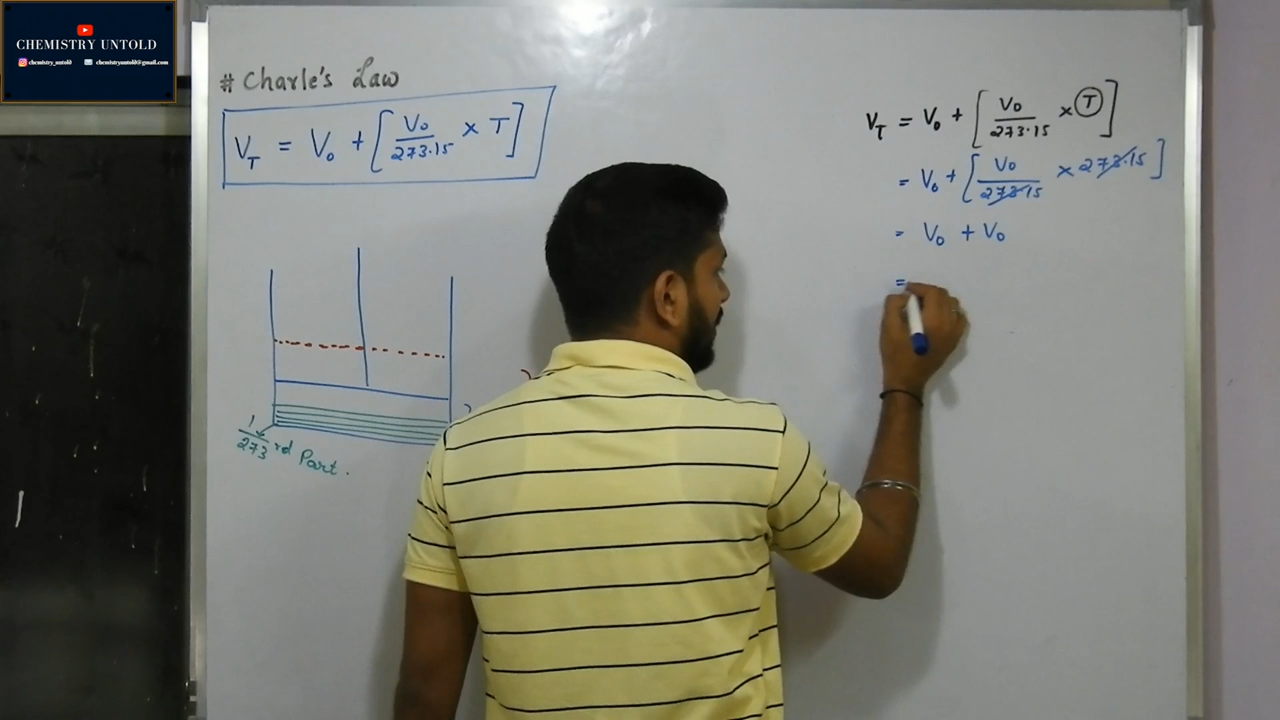 CHEMISTRY UNTOLD
chemistry_untold chemistryuntold@gmail.com
# Charle's Law
V_T = V_0 + [V_0/273.15 × T]
1/273 rd Part.
V_T = V_0 + [V_0/273.15 × T]
= V_0 + [V_0/273.15 × 273.15]
= V_0 + V_0
=